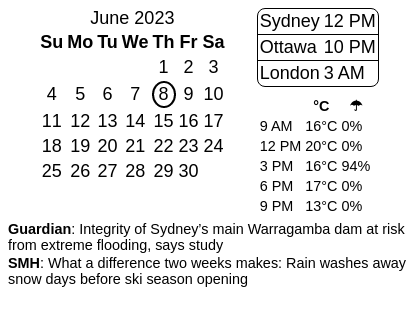 June 2023
Su Mo Tu We Th Fr Sa
1 2 3
4 5 6 7 8 9 10
11 12 13 14 15 16 17
18 19 20 21 22 23 24
25 26 27 28 29 30
Sydney 12 PM
Ottawa 10 PM
London 3 AM
°C ☂
9 AM 16°C 0%
12 PM 20°C 0%
3 PM 16°C 94%
6 PM 17°C 0%
9 PM 13°C 0%
Guardian: Integrity of Sydney's main Warragamba dam at risk
from extreme flooding, says study
SMH: What a difference two weeks makes: Rain washes away
snow days before ski season opening